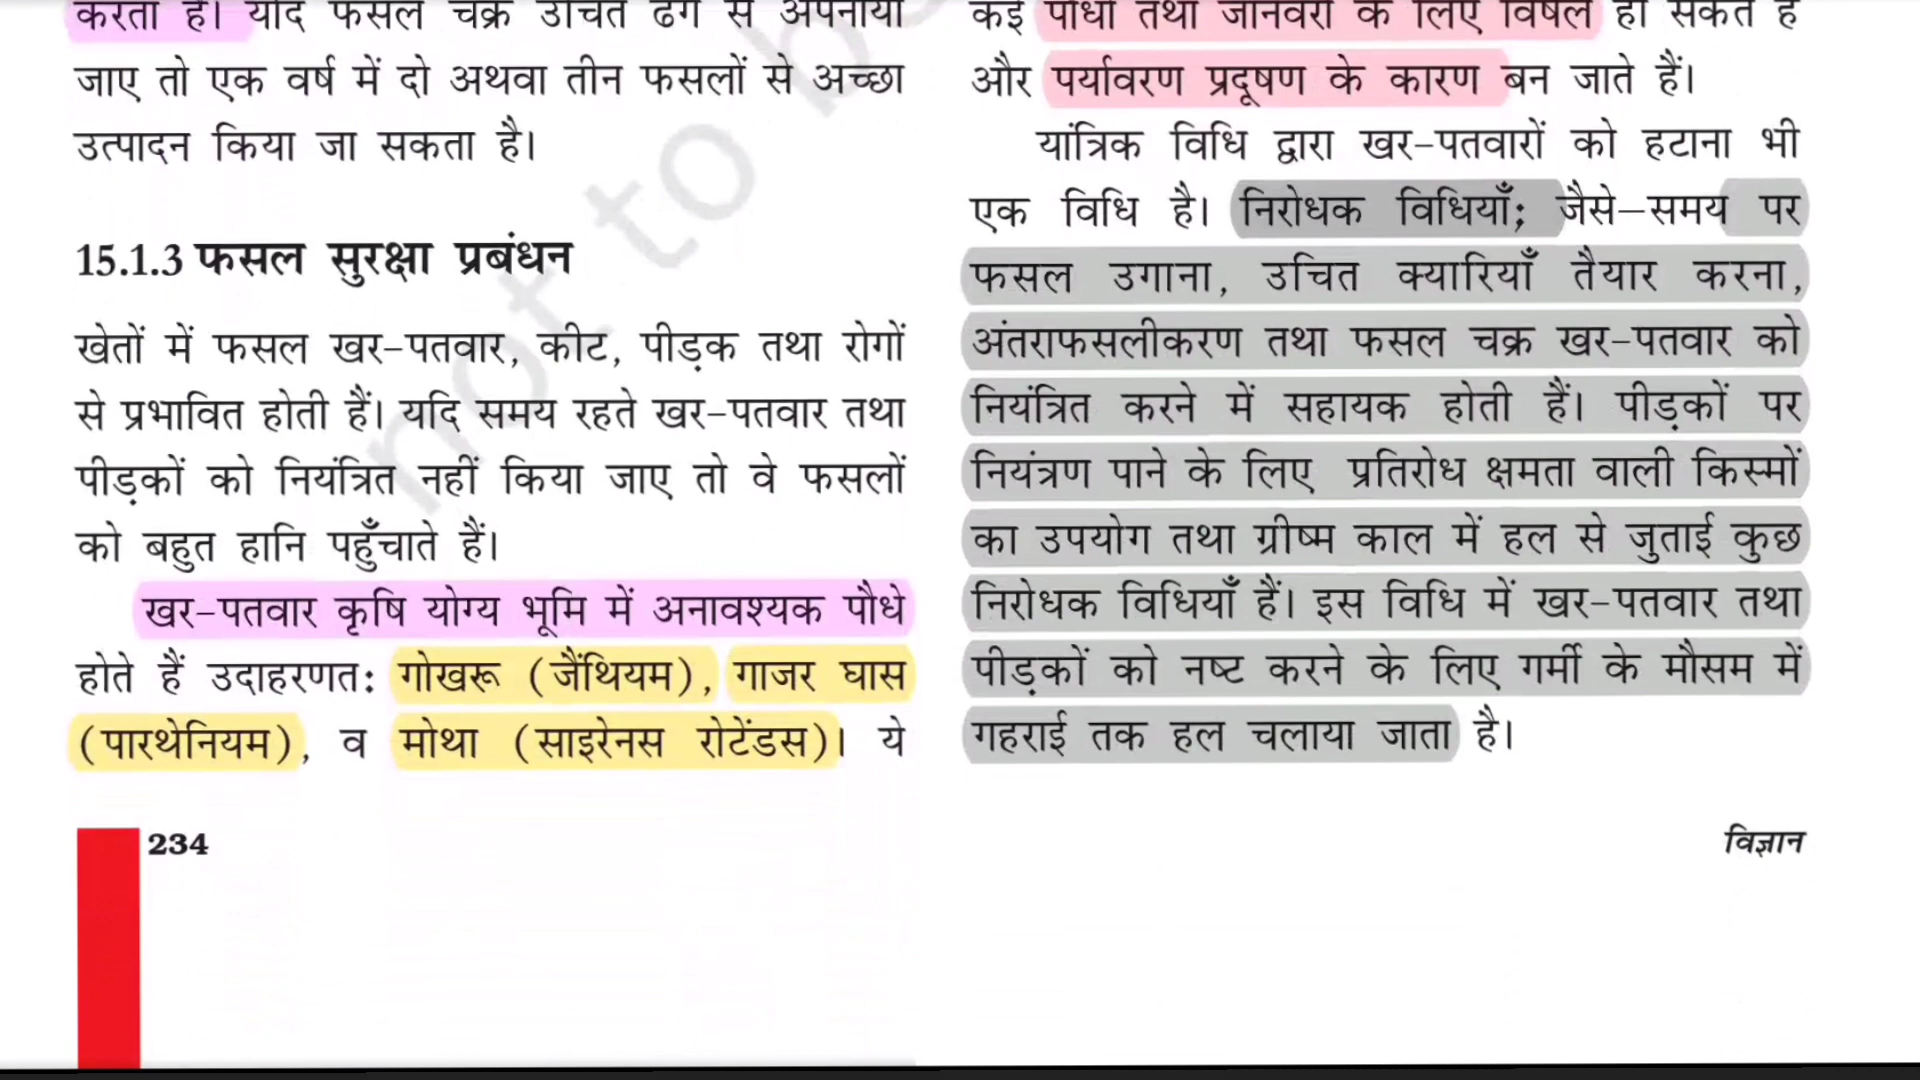 करता है। यदि फसल चक्र उचित ढंग से अपनाया
जाए तो एक वर्ष में दो अथवा तीन फसलों से अच्छा
उत्पादन किया जा सकता है।
15.1.3 फसल सुरक्षा प्रबंधन
खेतों में फसल खर-पतवार, कीट, पीड़क तथा रोगों
से प्रभावित होती हैं। यदि समय रहते खर-पतवार तथा
पीड़कों को नियंत्रित नहीं किया जाए तो वे फसलों
को बहुत हानि पहुँचाते हैं।
खर-पतवार कृषि योग्य भूमि में अनावश्यक पौधे
होते हैं उदाहरणत: गोखरू (जैंथियम), गाजर घास
(पारथेनियम), व मोथा (साइरेनस रोटेंडस)। ये
कई पौधों तथा जानवरों के लिए विषैले हो सकते हैं
और पर्यावरण प्रदूषण के कारण बन जाते हैं।
यांत्रिक विधि द्वारा खर-पतवारों को हटाना भी
एक विधि है। निरोधक विधियाँ; जैसे—समय पर
फसल उगाना, उचित क्यारियाँ तैयार करना,
अंतराफसलीकरण तथा फसल चक्र खर-पतवार को
नियंत्रित करने में सहायक होती हैं। पीड़कों पर
नियंत्रण पाने के लिए प्रतिरोध क्षमता वाली किस्मों
का उपयोग तथा ग्रीष्म काल में हल से जुताई कुछ
निरोधक विधियाँ हैं। इस विधि में खर-पतवार तथा
पीड़कों को नष्ट करने के लिए गर्मी के मौसम में
गहराई तक हल चलाया जाता है।
234
विज्ञान
not to be